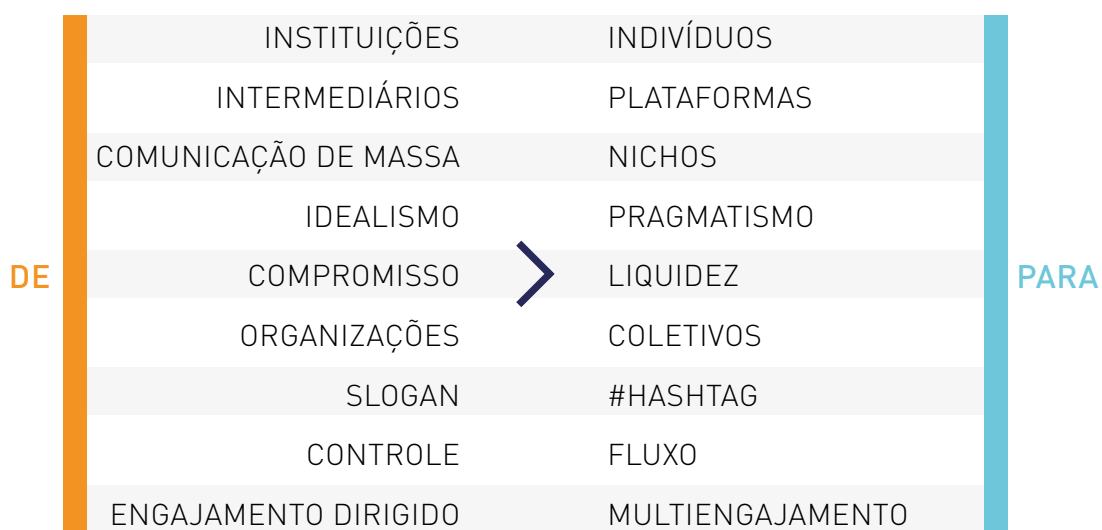 INSTITUIÇÕES INDIVÍDUOS
INTERMEDIÁRIOS PLATAFORMAS
COMUNICAÇÃO DE MASSA NICHOS
IDEALISMO PRAGMATISMO
DE COMPROMISSO LIQUIDEZ PARA
ORGANIZAÇÕES COLETIVOS
SLOGAN #HASHTAG
CONTROLE FLUXO
ENGAJAMENTO DIRIGIDO MULTIENGAJAMENTO